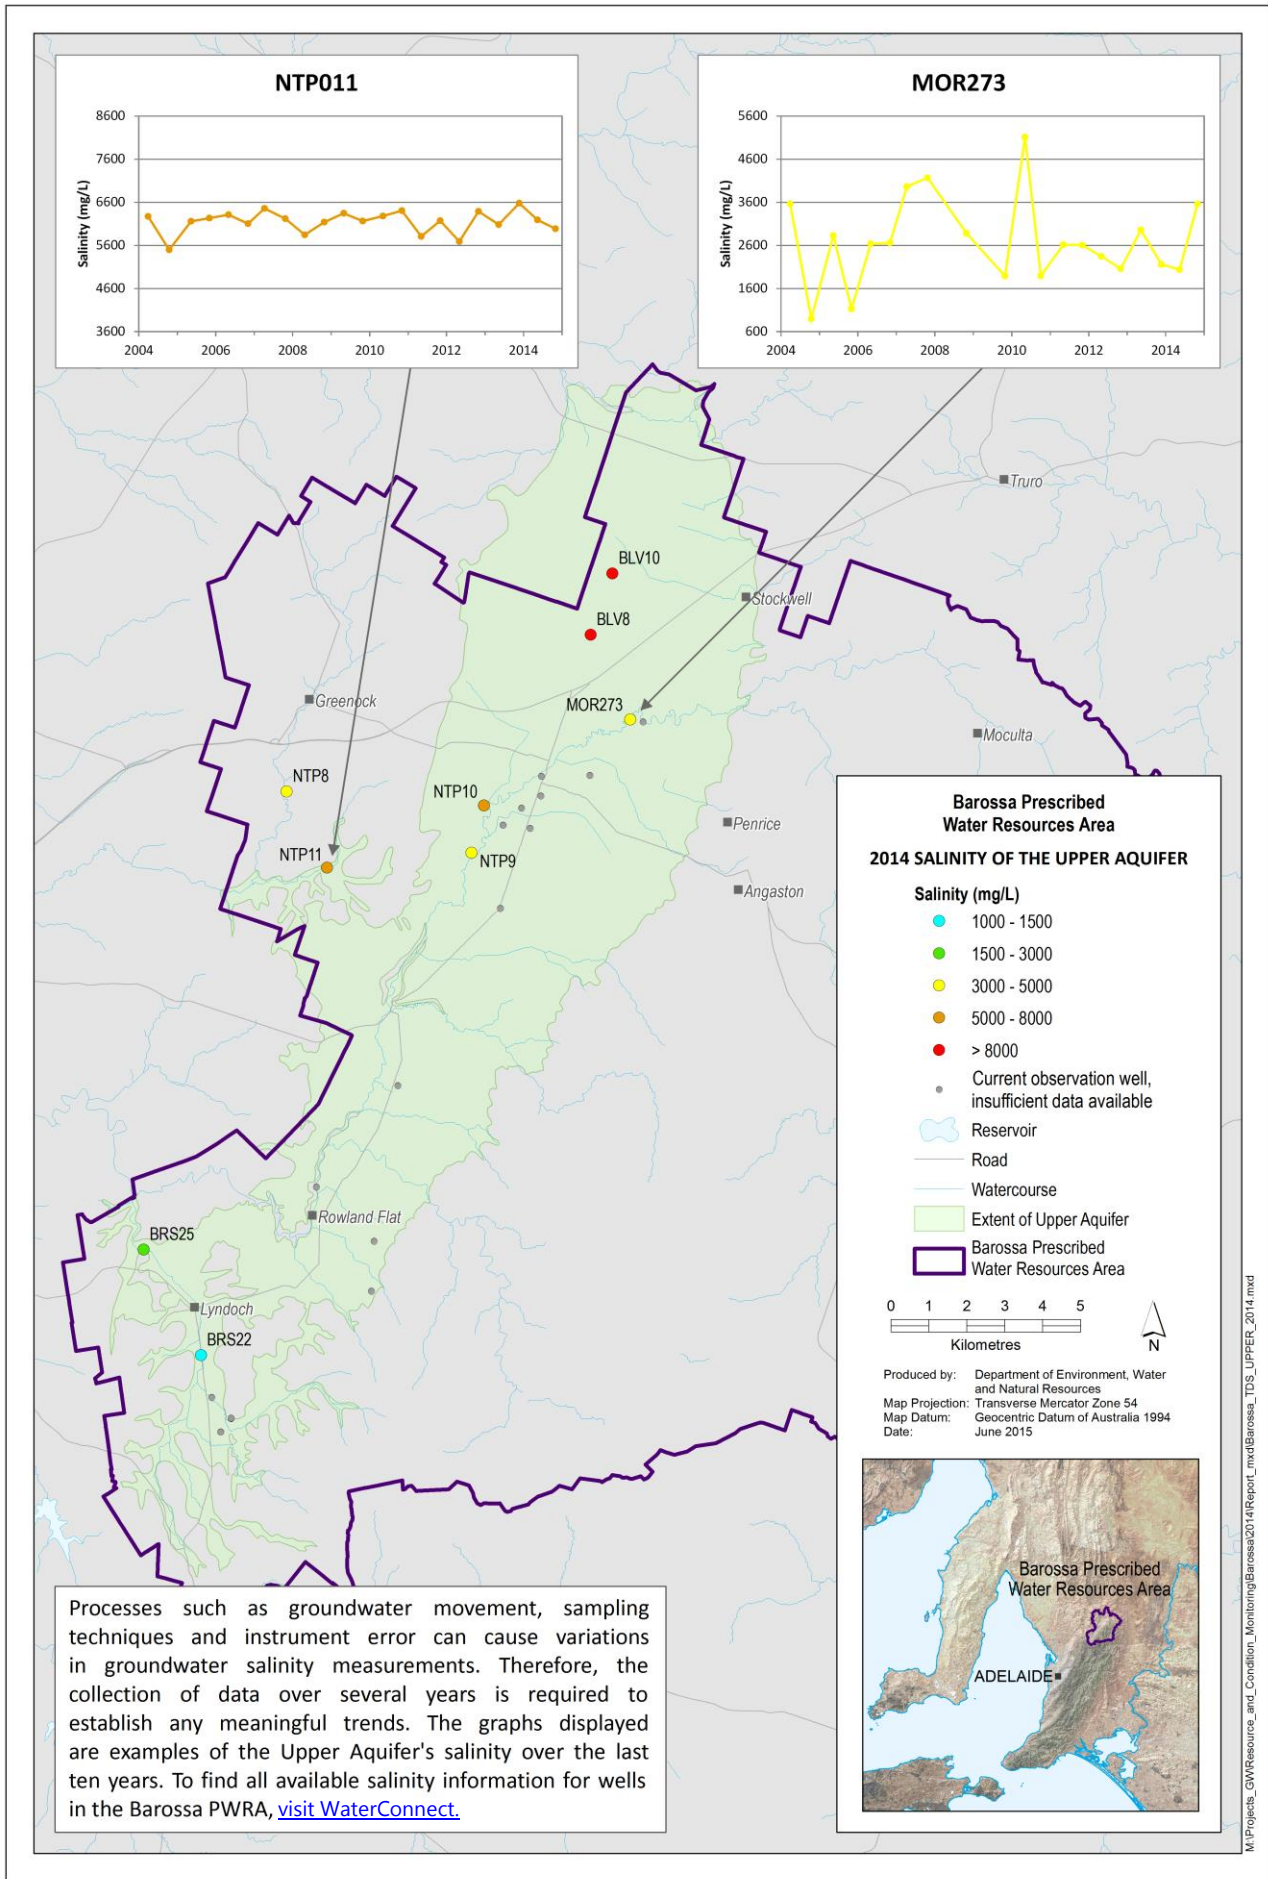 NTP011
8600
7600
6600
5600
4600
3600
Salinity (mg/L)
2004
2006
2008
2010
2012
2014
MOR273
5600
4600
3600
2600
1600
600
Salinity (mg/L)
2004
2006
2008
2010
2012
2014
Truro
BLV10
Stockwell
BLV8
Greenock
MOR273
Moculta
NTP8
NTP10
Penrice
NTP11
NTP9
Angaston
Rowland Flat
BRS25
Lyndoch
BRS22
Barossa Prescribed
Water Resources Area
2014 SALINITY OF THE UPPER AQUIFER
Salinity (mg/L)
1000 - 1500
1500 - 3000
3000 - 5000
5000 - 8000
> 8000
Current observation well,
insufficient data available
Reservoir
Road
Watercourse
Extent of Upper Aquifer
Barossa Prescribed
Water Resources Area
0 1 2 3 4 5
Kilometres
N
Produced by: Department of Environment, Water
and Natural Resources
Map Projection: Transverse Mercator Zone 54
Map Datum: Geocentric Datum of Australia 1994
Date: June 2015
Barossa Prescribed
Water Resources Area
ADELAIDE
Processes such as groundwater movement, sampling
techniques and instrument error can cause variations
in groundwater salinity measurements. Therefore, the
collection of data over several years is required to
establish any meaningful trends. The graphs displayed
are examples of the Upper Aquifer's salinity over the last
ten years. To find all available salinity information for wells
in the Barossa PWRA, visit WaterConnect.
M:\Projects_GW\Resource_and_Condition_Monitoring\Barossa\2014\Report_mxd\Barossa_TDS_UPPER_2014.mxd